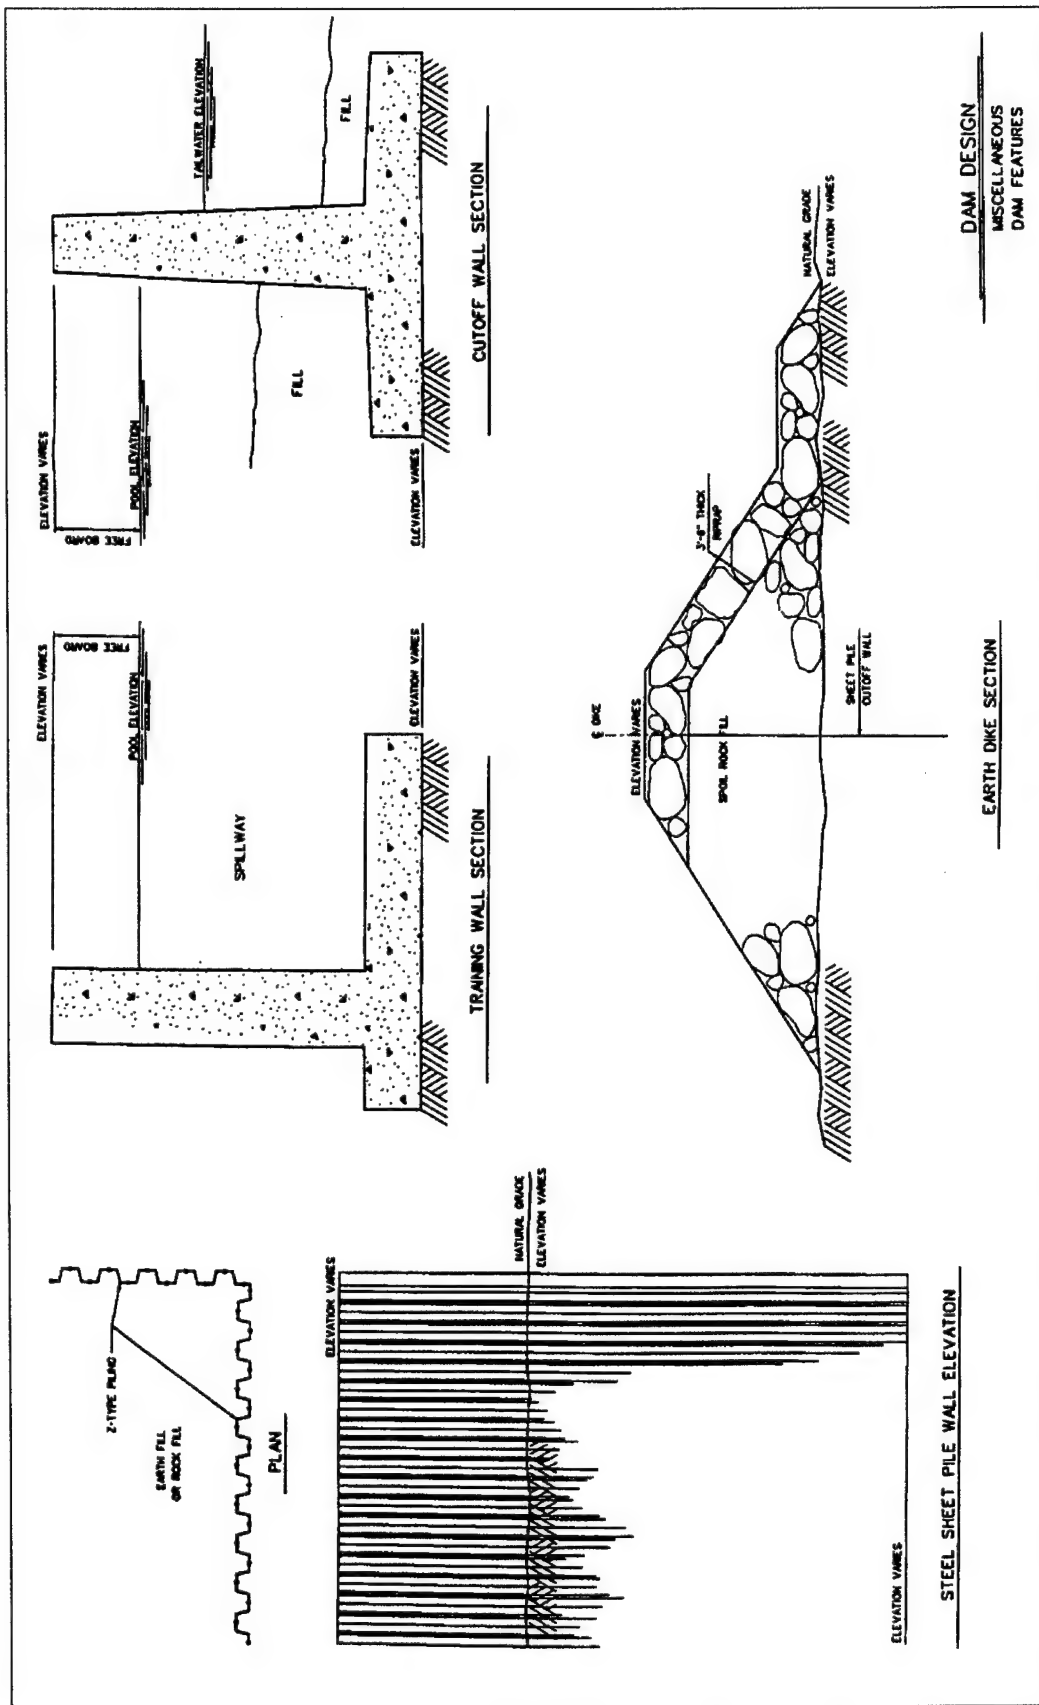 Z-TYPE PILING
EARTH FILL
OR ROCK FILL
PLAN
ELEVATION VARIES
NATURAL GRADE
ELEVATION VARIES
ELEVATION VARIES
STEEL SHEET PILE WALL ELEVATION
ELEVATION VARIES
FREE BOARD
POOL ELEVATION
SPILLWAY
ELEVATION VARIES
TRAINING WALL SECTION
ELEVATION VARIES
FREE BOARD
POOL ELEVATION
TAILWATER ELEVATION
FILL
FILL
ELEVATION VARIES
CUTOFF WALL SECTION
℄ DIKE
ELEVATION VARIES
SPOIL ROCK FILL
3'-6" THICK
RIPRAP
NATURAL GRADE
ELEVATION VARIES
SHEET PILE
CUTOFF WALL
EARTH DIKE SECTION
DAM DESIGN
MISCELLANEOUS
DAM FEATURES